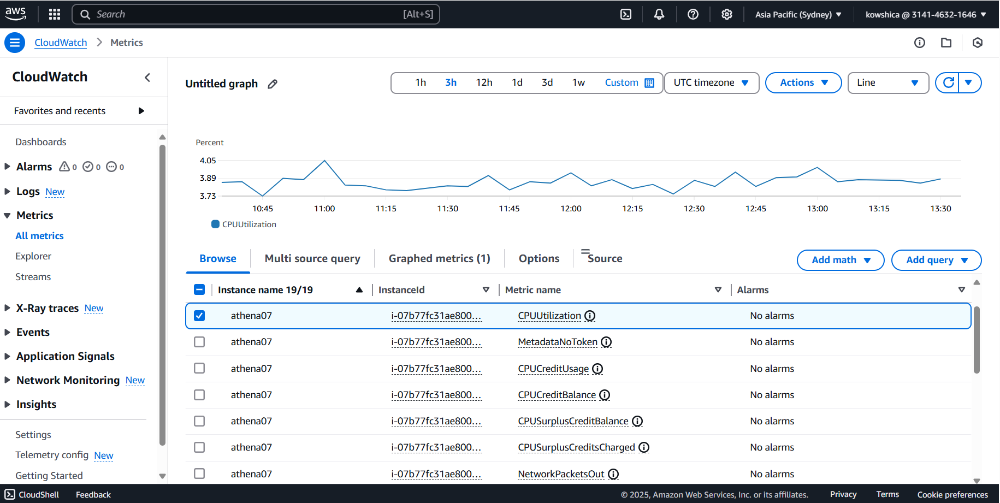 aws
Search [Alt+S]
Asia Pacific (Sydney)
kowshica @ 3141-4632-1646
CloudWatch > Metrics
CloudWatch
Favorites and recents
Dashboards
Alarms 0 0 0
Logs New
Metrics
All metrics
Explorer
Streams
X-Ray traces New
Events
Application Signals
Network Monitoring New
Insights
Settings
Telemetry config New
Getting Started
Untitled graph
1h 3h 12h 1d 3d 1w Custom
UTC timezone
Actions
Line
Percent
4.05
3.89
3.73
10:45 11:00 11:15 11:30 11:45 12:00 12:15 12:30 12:45 13:00 13:15 13:30
CPUUtilization
Browse Multi source query Graphed metrics (1) Options Source
Add math Add query
Instance name 19/19 InstanceId Metric name Alarms
athena07 i-07b77fc31ae800... CPUUtilization No alarms
athena07 i-07b77fc31ae800... MetadataNoToken No alarms
athena07 i-07b77fc31ae800... CPUCreditUsage No alarms
athena07 i-07b77fc31ae800... CPUCreditBalance No alarms
athena07 i-07b77fc31ae800... CPUSurplusCreditBalance No alarms
athena07 i-07b77fc31ae800... CPUSurplusCreditsCharged No alarms
athena07 i-07b77fc31ae800... NetworkPacketsOut No alarms
CloudShell Feedback © 2025, Amazon Web Services, Inc. or its affiliates. Privacy Terms Cookie preferences